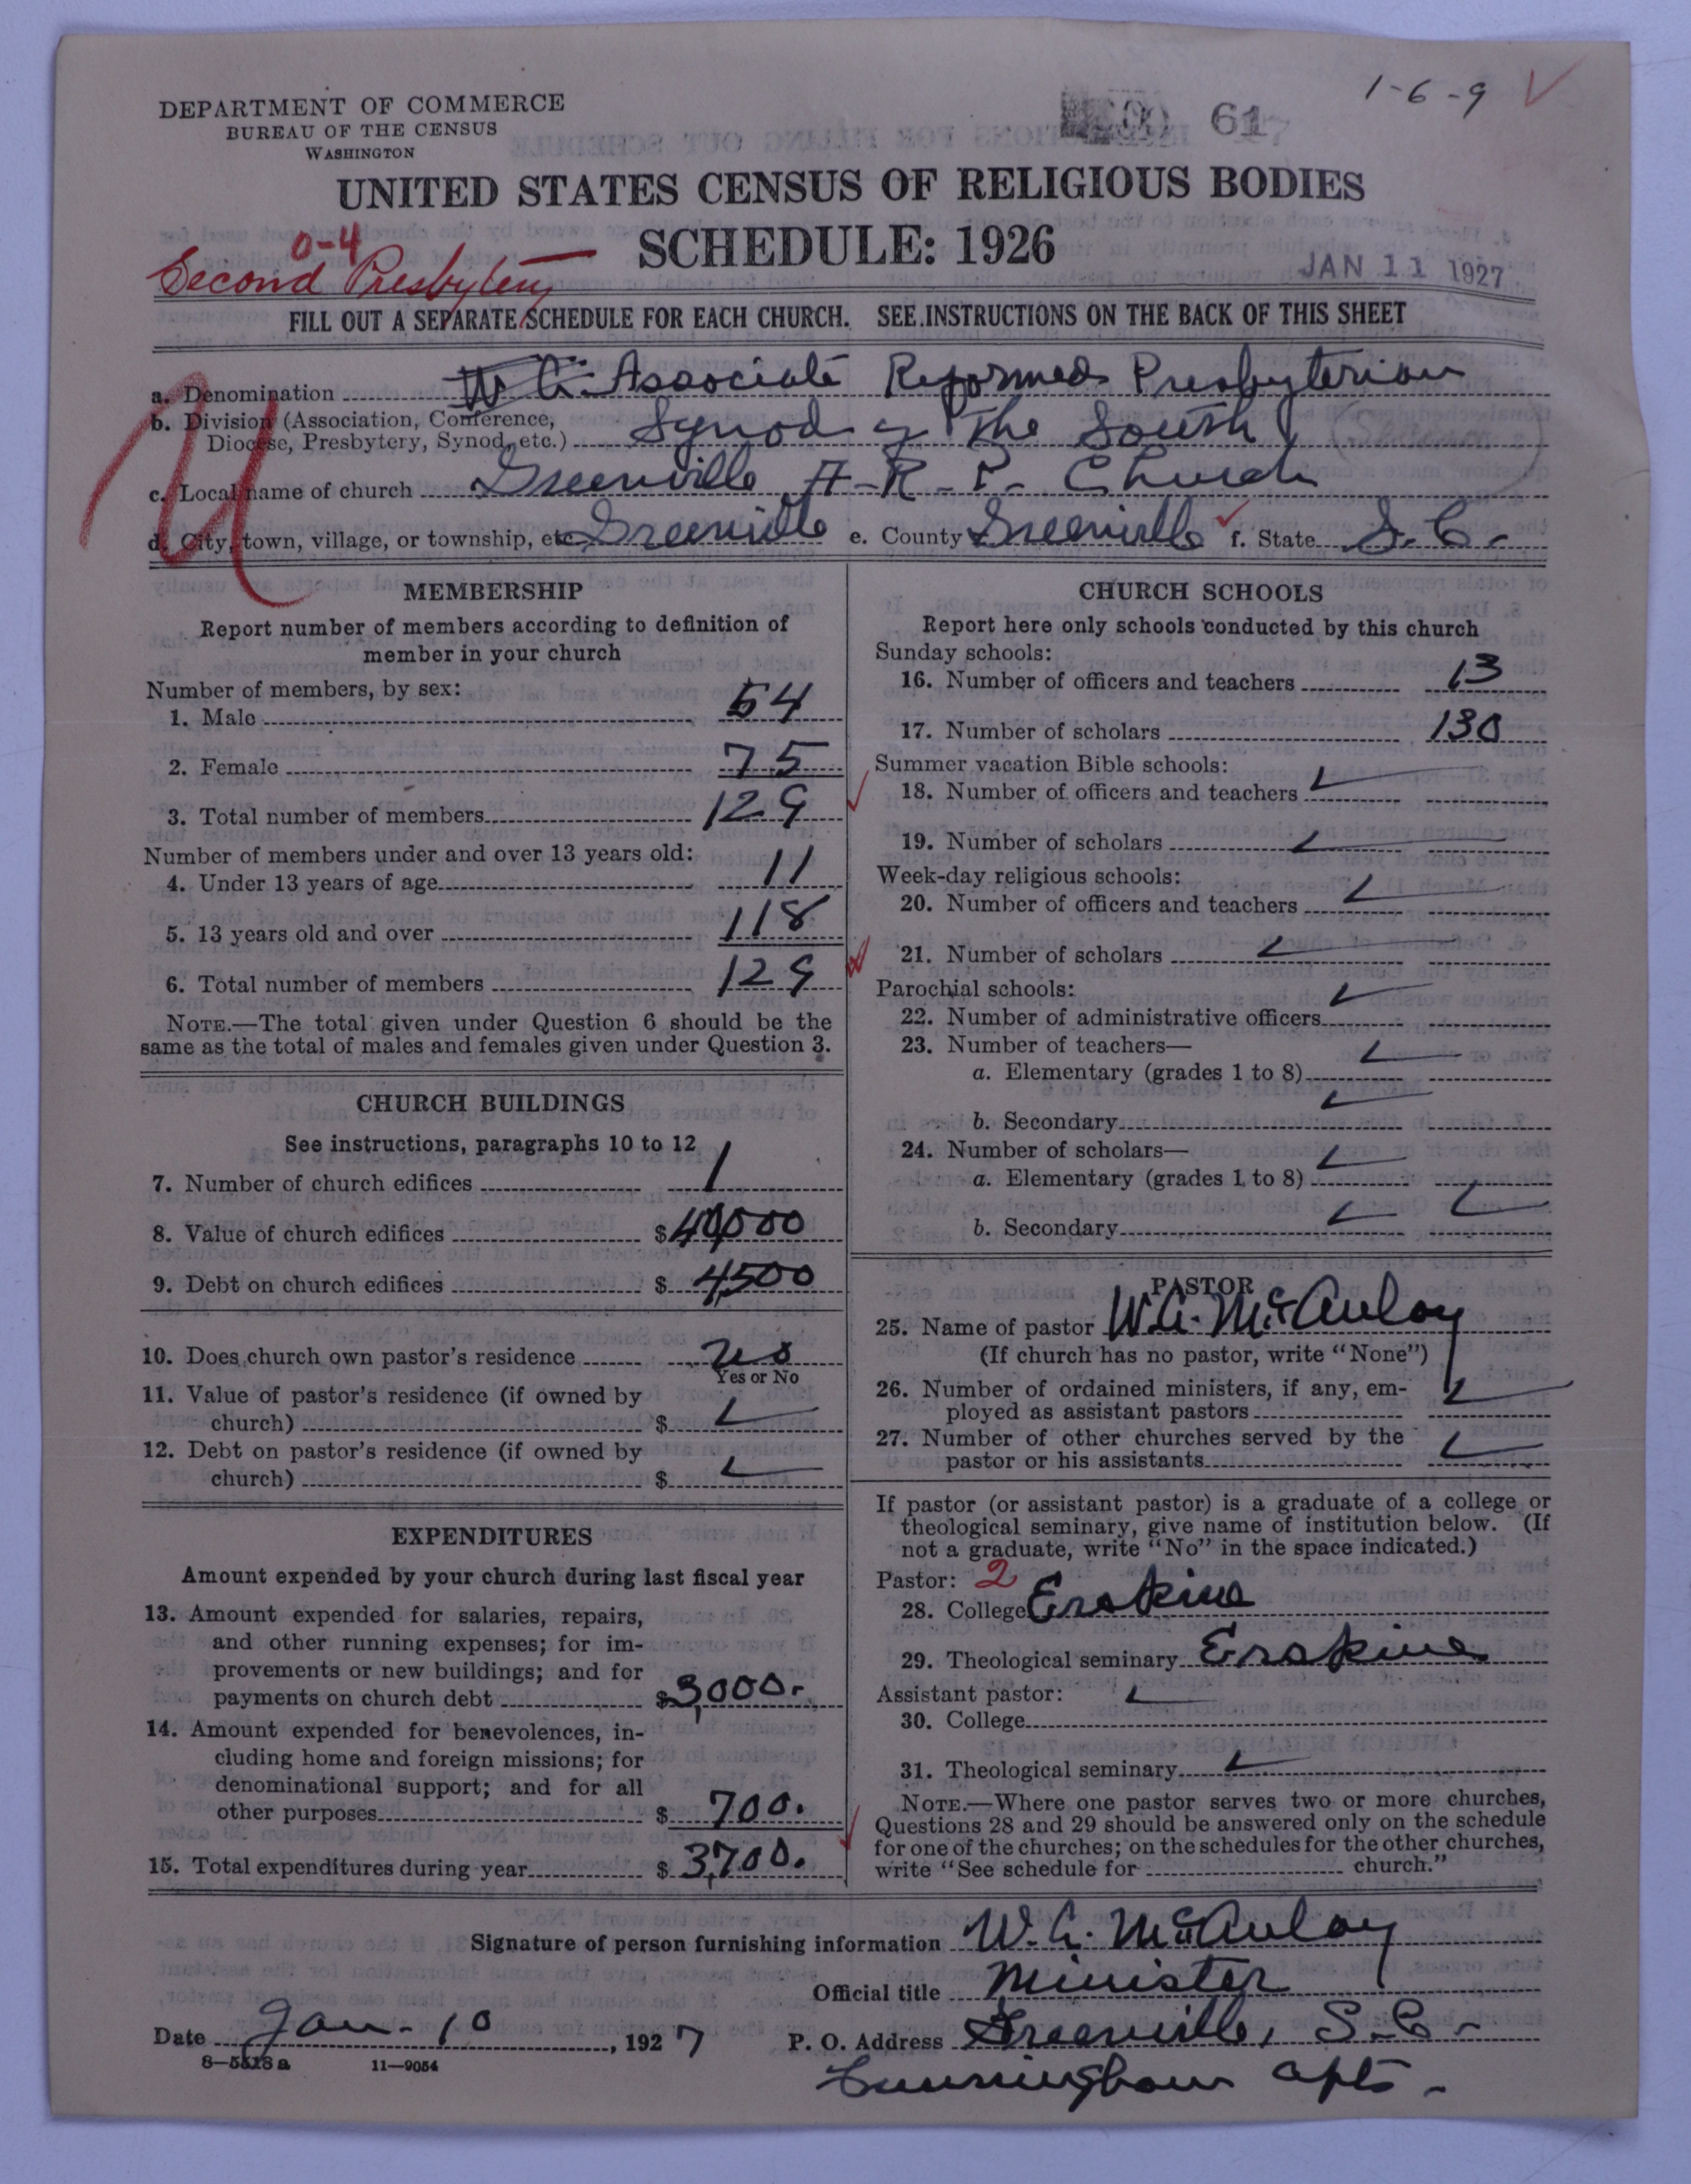 1-6-9
DEPARTMENT OF COMMERCE
BUREAU OF THE CENSUS
WASHINGTON
61
UNITED STATES CENSUS OF RELIGIOUS BODIES
SCHEDULE: 1926
0-4
Second Presbytery
JAN 11 1927
FILL OUT A SEPARATE SCHEDULE FOR EACH CHURCH. SEE INSTRUCTIONS ON THE BACK OF THIS SHEET
U
a. Denomination Associate Reformed Presbyterian
b. Division (Association, Conference,
Diocese, Presbytery, Synod, etc.) Synod of the South
c. Local name of church Greenville A-R-P- Church
d. City, town, village, or township, etc. Greenville e. County Greenville f. State S.C.
MEMBERSHIP
Report number of members according to definition of
member in your church
Number of members, by sex:
1. Male 54
2. Female 75
3. Total number of members 129
Number of members under and over 13 years old:
4. Under 13 years of age 11
5. 13 years old and over 118
6. Total number of members 129
NOTE.—The total given under Question 6 should be the
same as the total of males and females given under Question 3.
CHURCH BUILDINGS
See instructions, paragraphs 10 to 12
7. Number of church edifices 1
8. Value of church edifices $40,000
9. Debt on church edifices $4,500
10. Does church own pastor's residence no
Yes or No
11. Value of pastor's residence (if owned by
church) $
12. Debt on pastor's residence (if owned by
church) $
EXPENDITURES
Amount expended by your church during last fiscal year
13. Amount expended for salaries, repairs,
and other running expenses; for im-
provements or new buildings; and for
payments on church debt $3,000.
14. Amount expended for benevolences, in-
cluding home and foreign missions; for
denominational support; and for all
other purposes $700.
15. Total expenditures during year $3,700.
CHURCH SCHOOLS
Report here only schools conducted by this church
Sunday schools:
16. Number of officers and teachers 13
17. Number of scholars 130
Summer vacation Bible schools:
18. Number of officers and teachers
19. Number of scholars
Week-day religious schools:
20. Number of officers and teachers
21. Number of scholars
Parochial schools:
22. Number of administrative officers
23. Number of teachers—
a. Elementary (grades 1 to 8)
b. Secondary
24. Number of scholars—
a. Elementary (grades 1 to 8)
b. Secondary
PASTOR
25. Name of pastor W.A. McAulay
(If church has no pastor, write "None")
26. Number of ordained ministers, if any, em-
ployed as assistant pastors
27. Number of other churches served by the
pastor or his assistants
If pastor (or assistant pastor) is a graduate of a college or
theological seminary, give name of institution below. (If
not a graduate, write "No" in the space indicated.)
Pastor: 2
28. College Erskine
29. Theological seminary Erskine
Assistant pastor:
30. College
31. Theological seminary
NOTE.—Where one pastor serves two or more churches,
Questions 28 and 29 should be answered only on the schedule
for one of the churches; on the schedules for the other churches,
write "See schedule for church."
Signature of person furnishing information W.A. McAulay
Official title Minister
Date Jan-10, 1927 P. O. Address Greenville, S.C.
Cunningham Apts-
8-5518a 11-9054